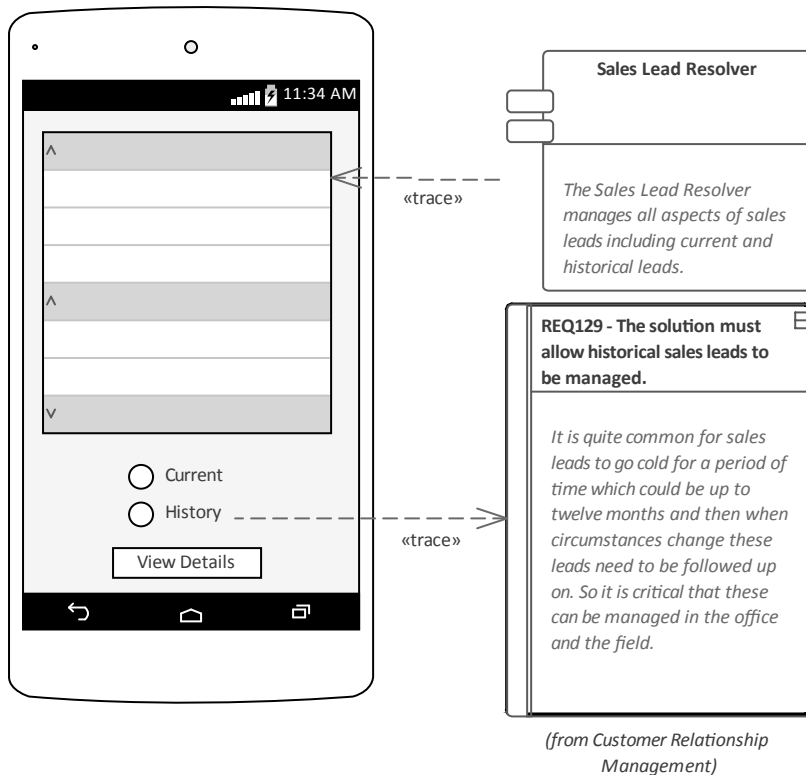 11:34 AM
^
^
v
Current
History
View Details
«trace»
«trace»
Sales Lead Resolver
The Sales Lead Resolver
manages all aspects of sales
leads including current and
historical leads.
REQ129 - The solution must
allow historical sales leads to
be managed.
It is quite common for sales
leads to go cold for a period of
time which could be up to
twelve months and then when
circumstances change these
leads need to be followed up
on. So it is critical that these
can be managed in the office
and the field.
(from Customer Relationship
Management)